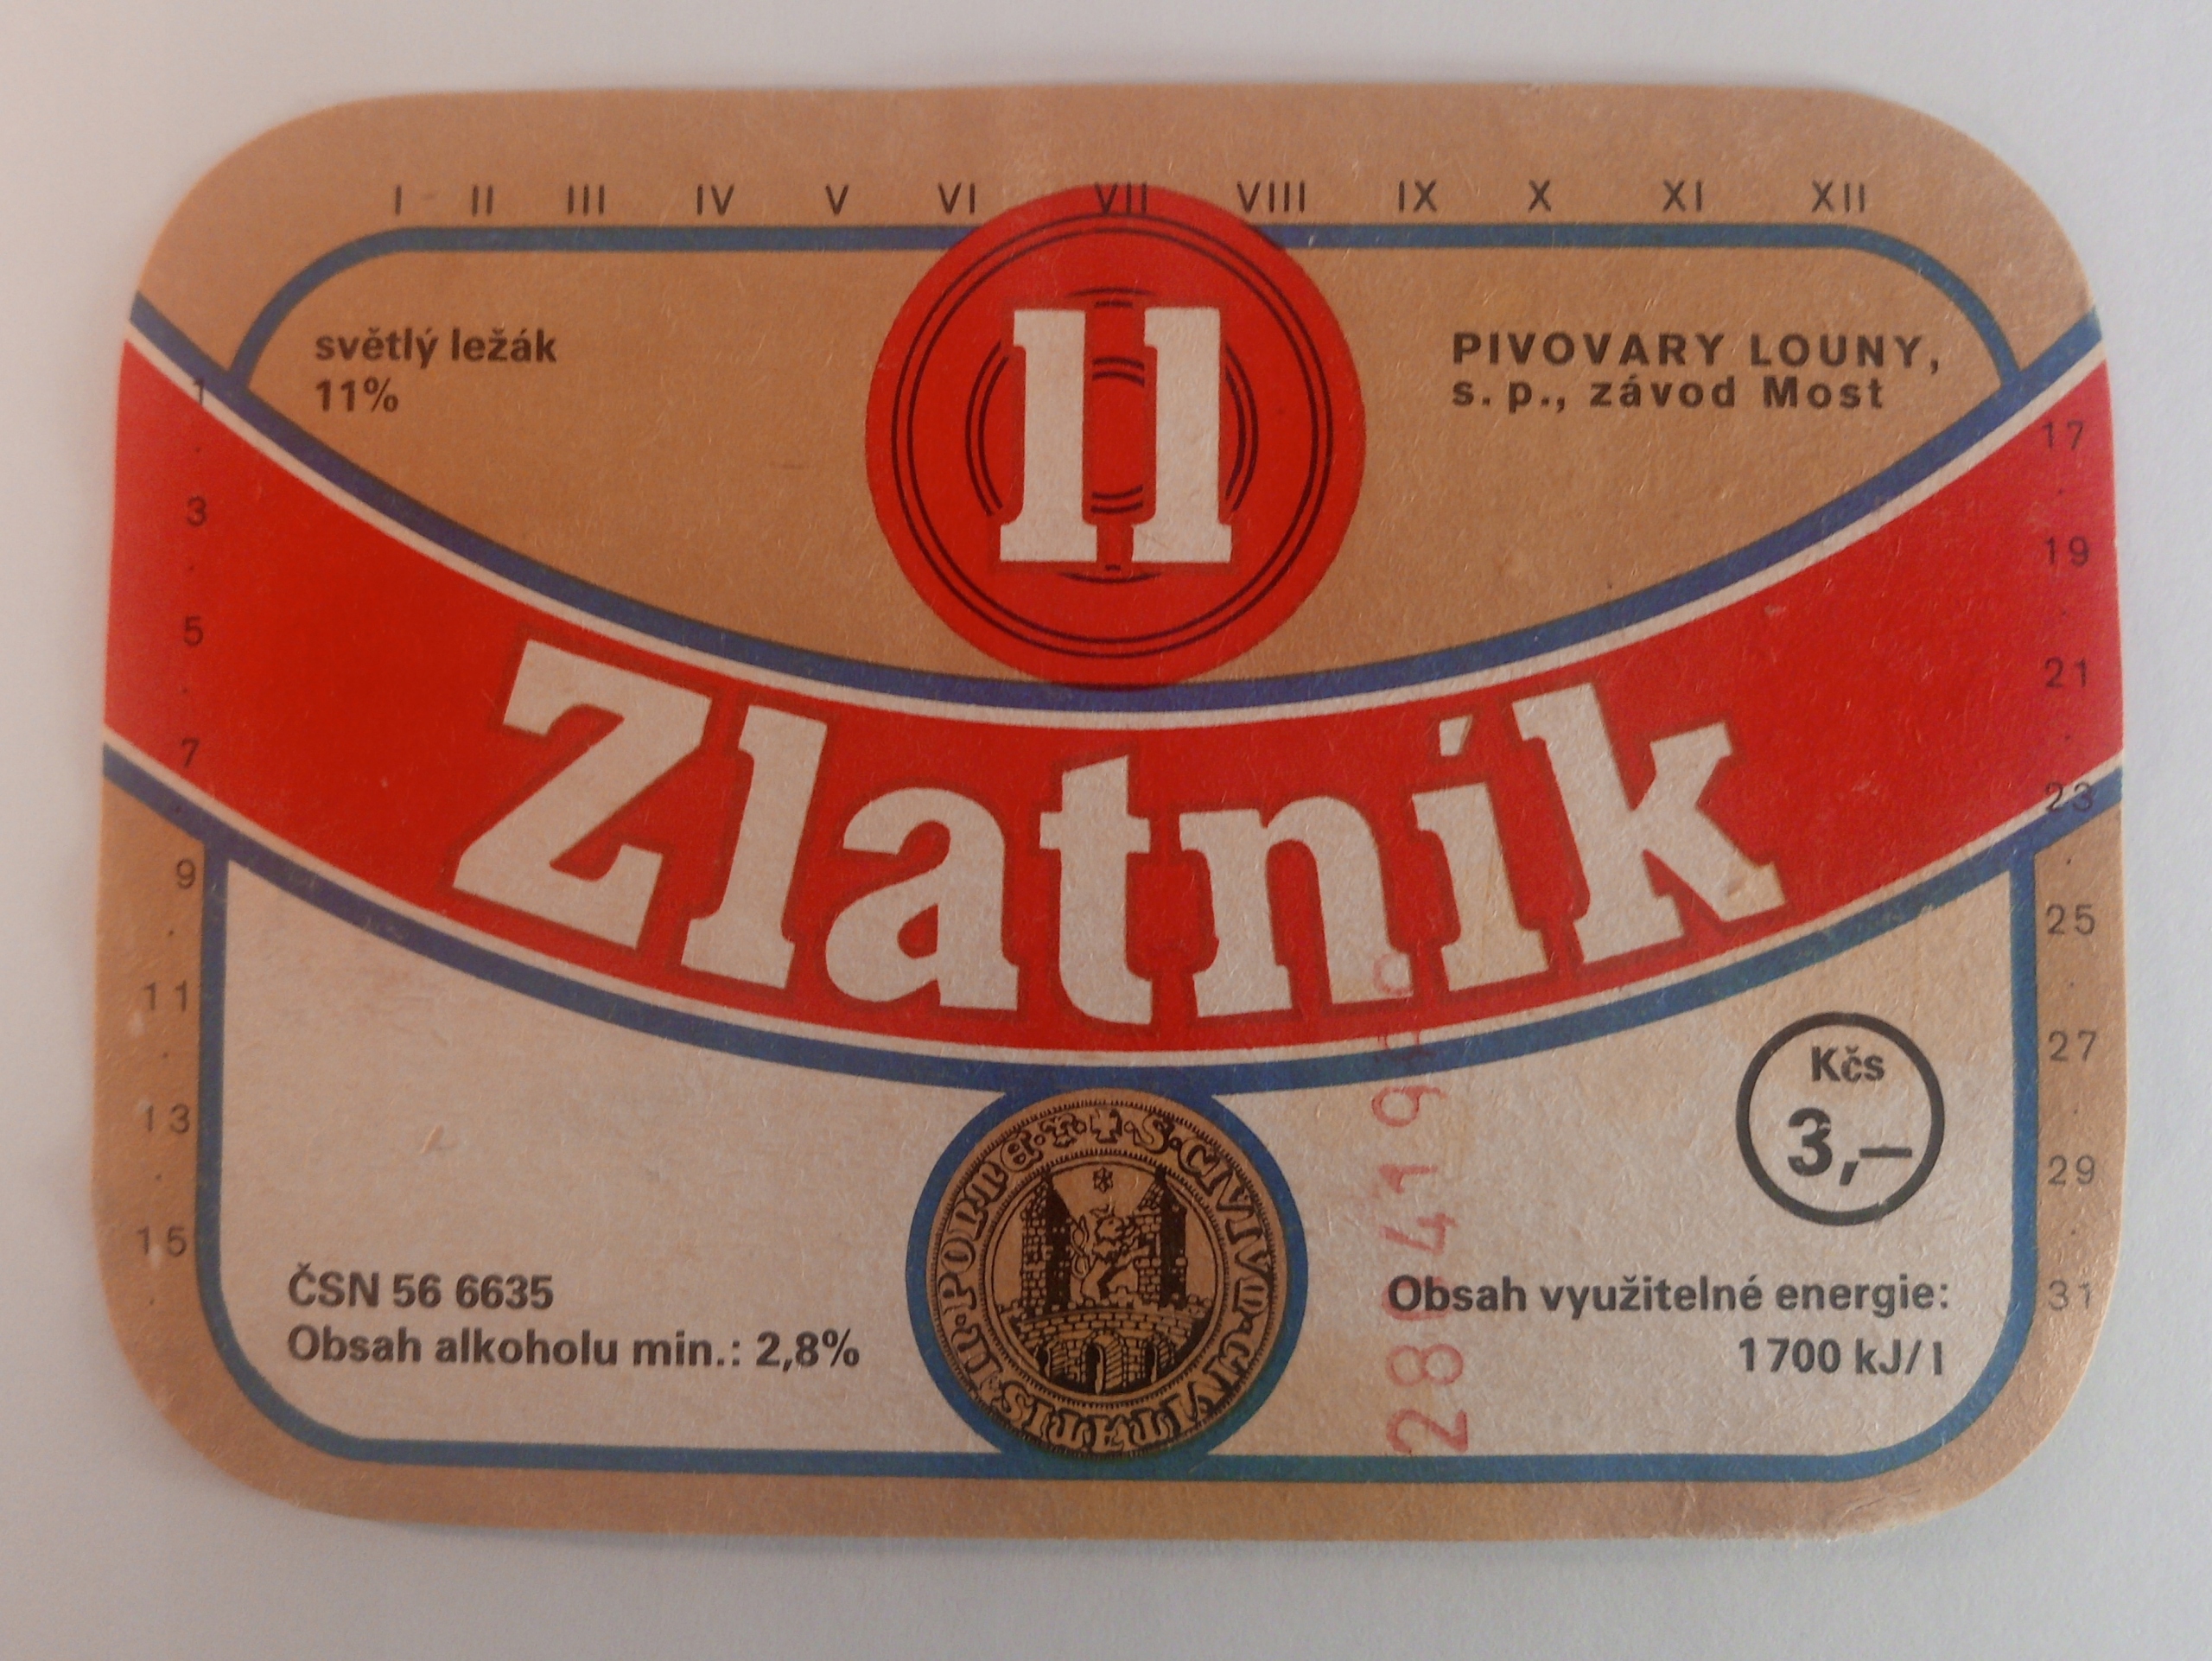 I II III IV V VI VII VIII IX X XI XII
světlý ležák
11%
11
PIVOVARY LOUNY,
s. p., závod Most
1
3
5
7
9
11
13
15
17
19
21
23
25
27
29
31
Zlatník
Kčs
3,–
ČSN 56 6635
Obsah alkoholu min.: 2,8%
Obsah využitelné energie:
1700 kJ/l